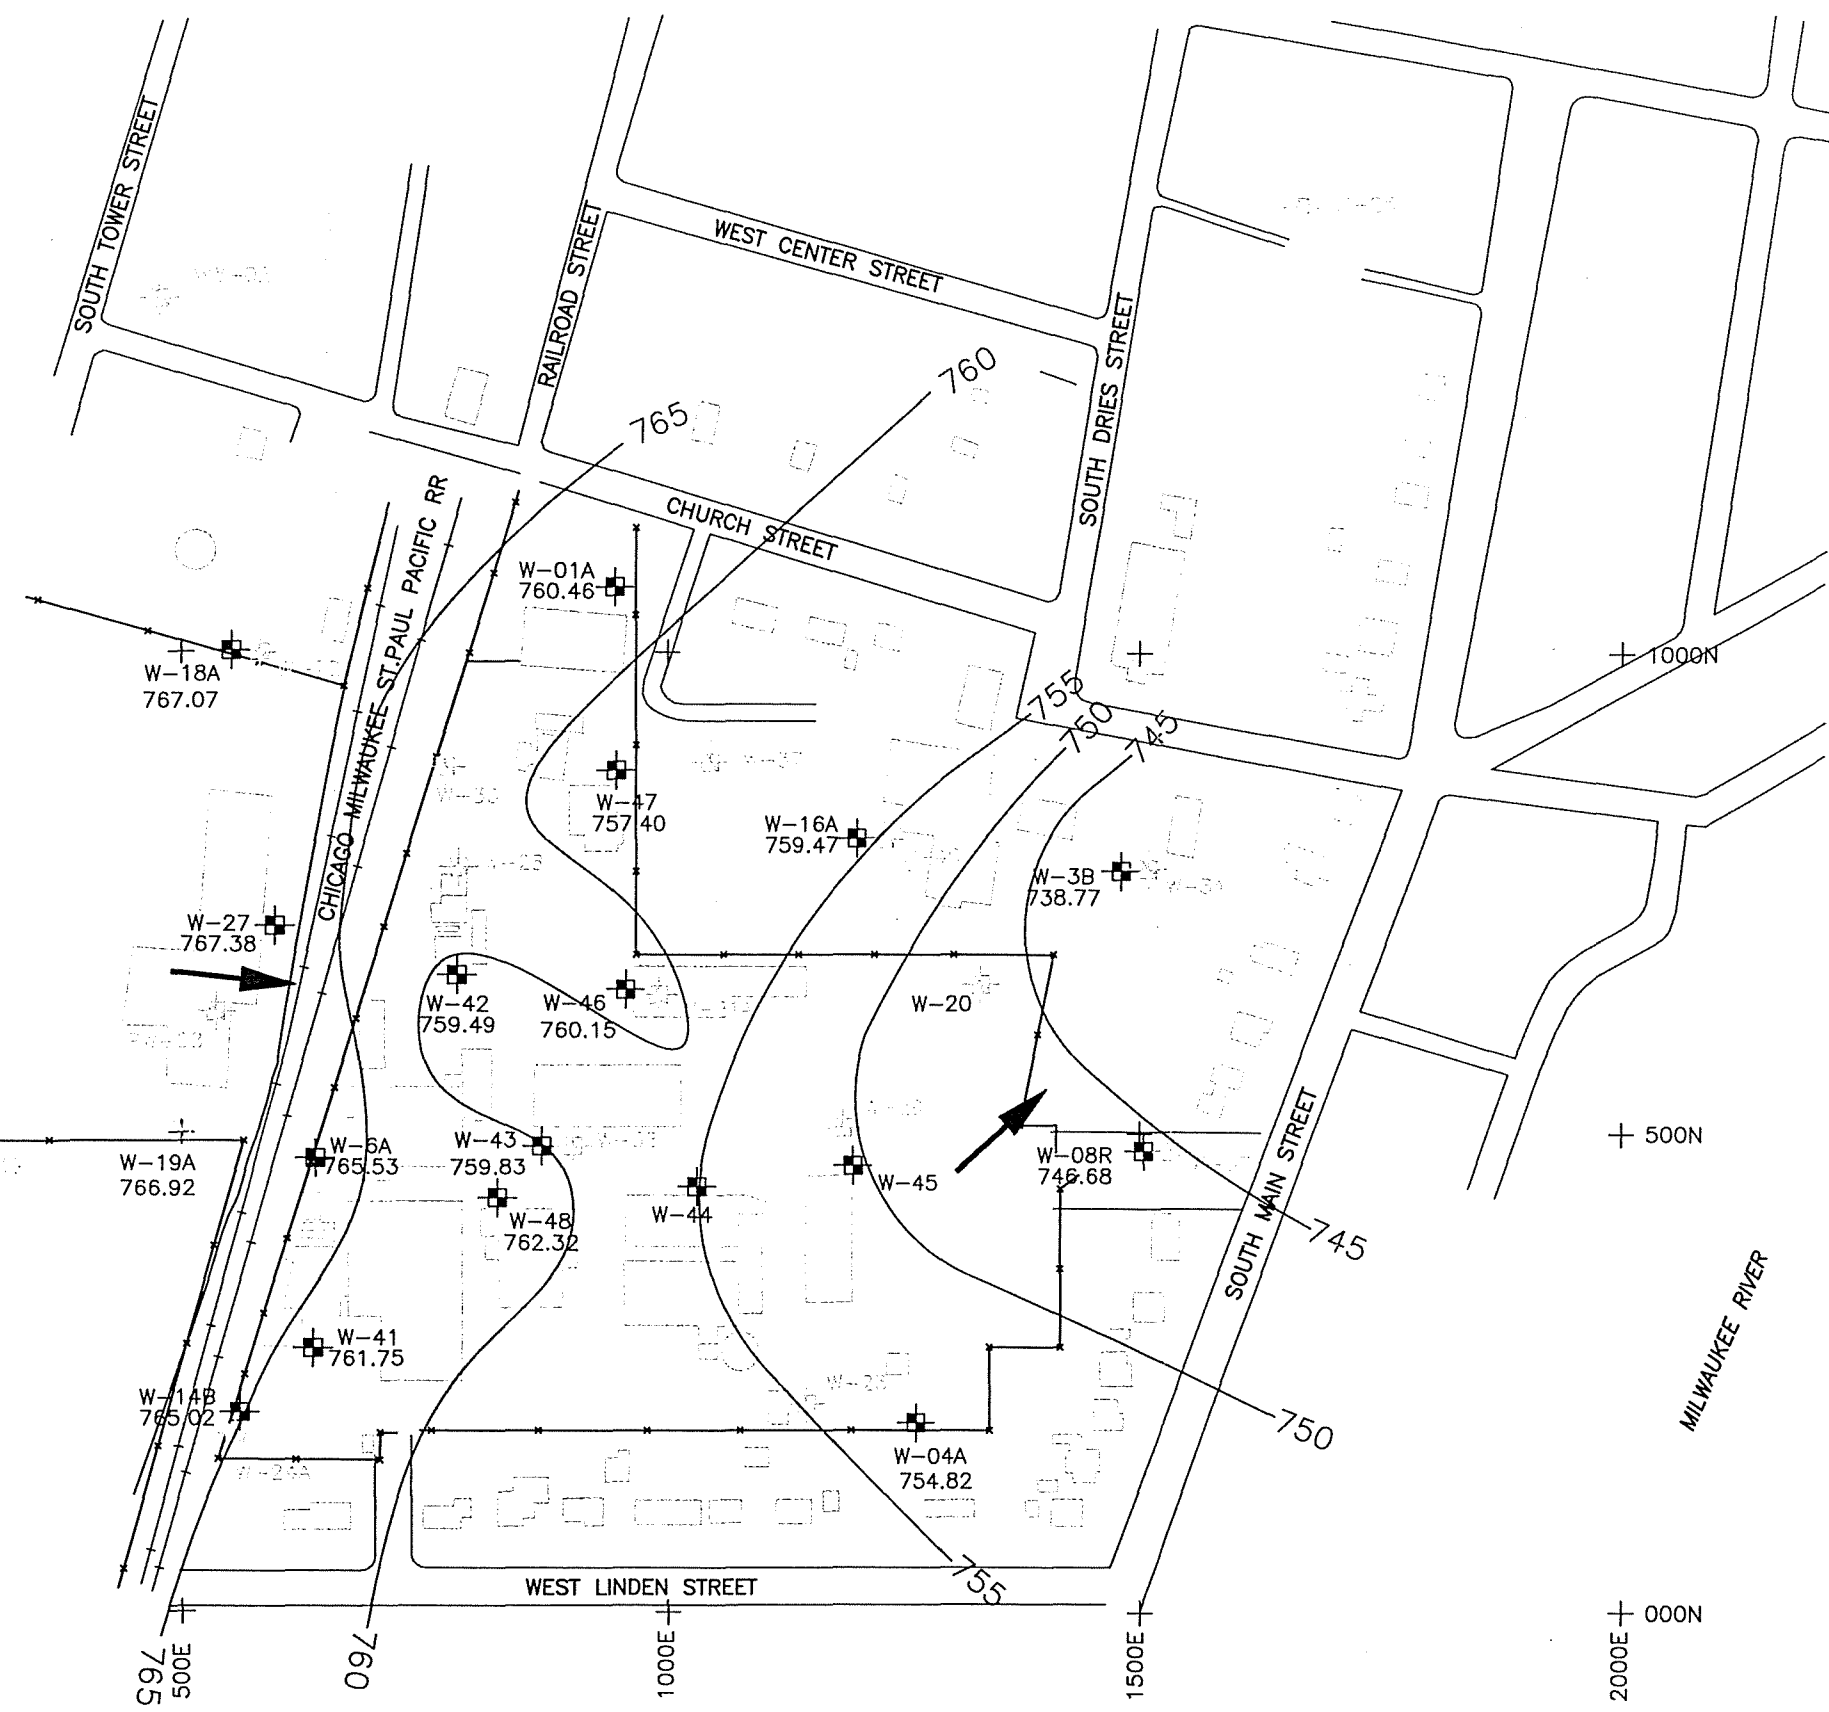 SOUTH TOWER STREET
RAILROAD STREET
WEST CENTER STREET
SOUTH DRIES STREET
760
765
CHICAGO MILWAUKEE ST.PAUL PACIFIC RR
CHURCH STREET
W-01A
760.46
W-18A
767.07
1000N
755
750
745
W-30
W-47
757.40
W-16A
759.47
W-3B
738.77
W-27
767.38
W-42
759.49
W-46
760.15
W-20
W-19A
766.92
W-6A
765.53
W-43
759.83
W-48
762.32
W-44
W-45
W-08R
746.68
500N
SOUTH MAIN STREET
745
MILWAUKEE RIVER
W-41
761.75
W-14B
765.02
W-24A
W-04A
754.82
750
WEST LINDEN STREET
755
000N
765
500E
760
1000E
1500E
2000E